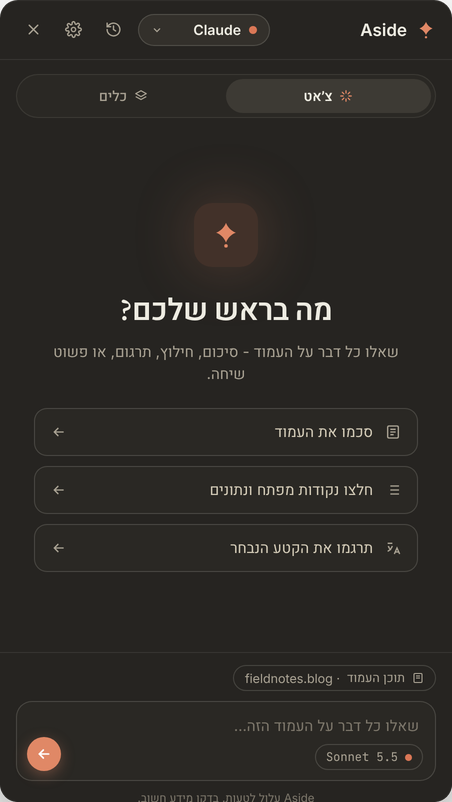 Aside
Claude
צ׳אט
כלים
מה בראש שלכם?
שאלו כל דבר על העמוד - סיכום, חילוץ, תרגום, או פשוט
שיחה.
סכמו את העמוד
חלצו נקודות מפתח ונתונים
תרגמו את הקטע הנבחר
תוכן העמוד · fieldnotes.blog
שאלו כל דבר על העמוד הזה...
Sonnet 5.5
Aside עלול לטעות. בדקו מידע חשוב.